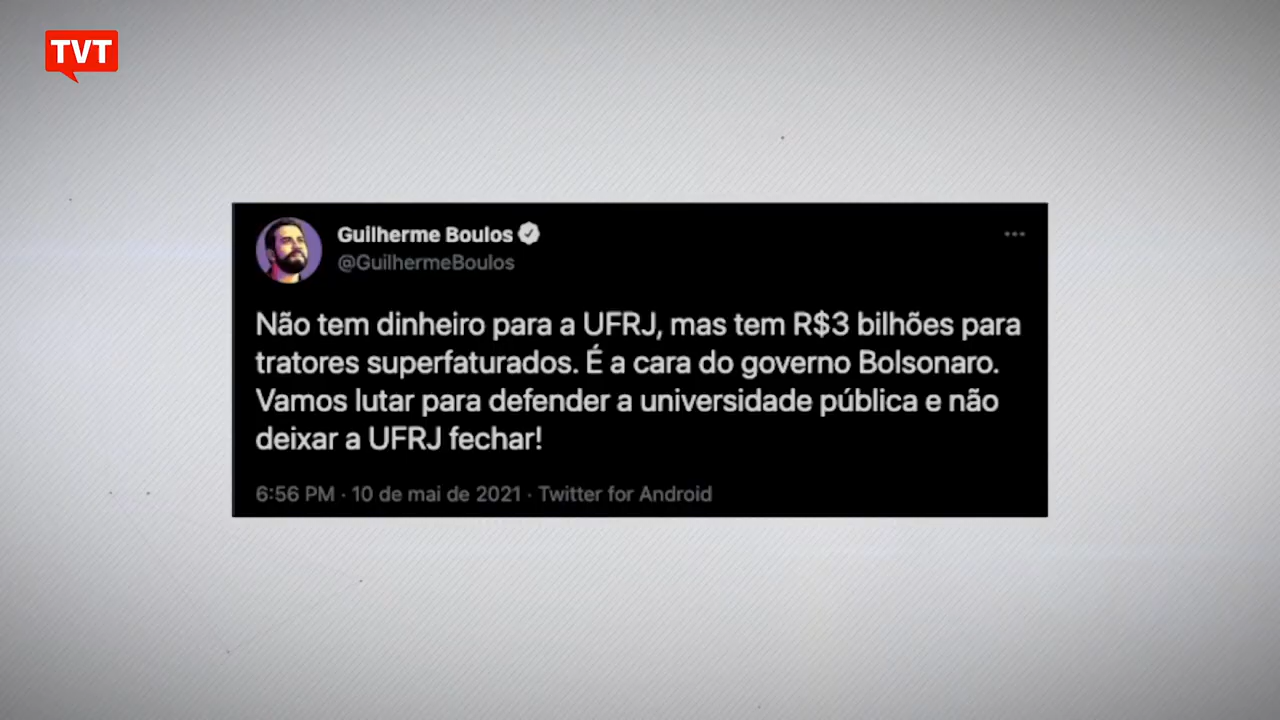 TVT
Guilherme Boulos
@GuilhermeBoulos
Não tem dinheiro para a UFRJ, mas tem R$3 bilhões para
tratores superfaturados. É a cara do governo Bolsonaro.
Vamos lutar para defender a universidade pública e não
deixar a UFRJ fechar!
6:56 PM · 10 de mai de 2021 · Twitter for Android